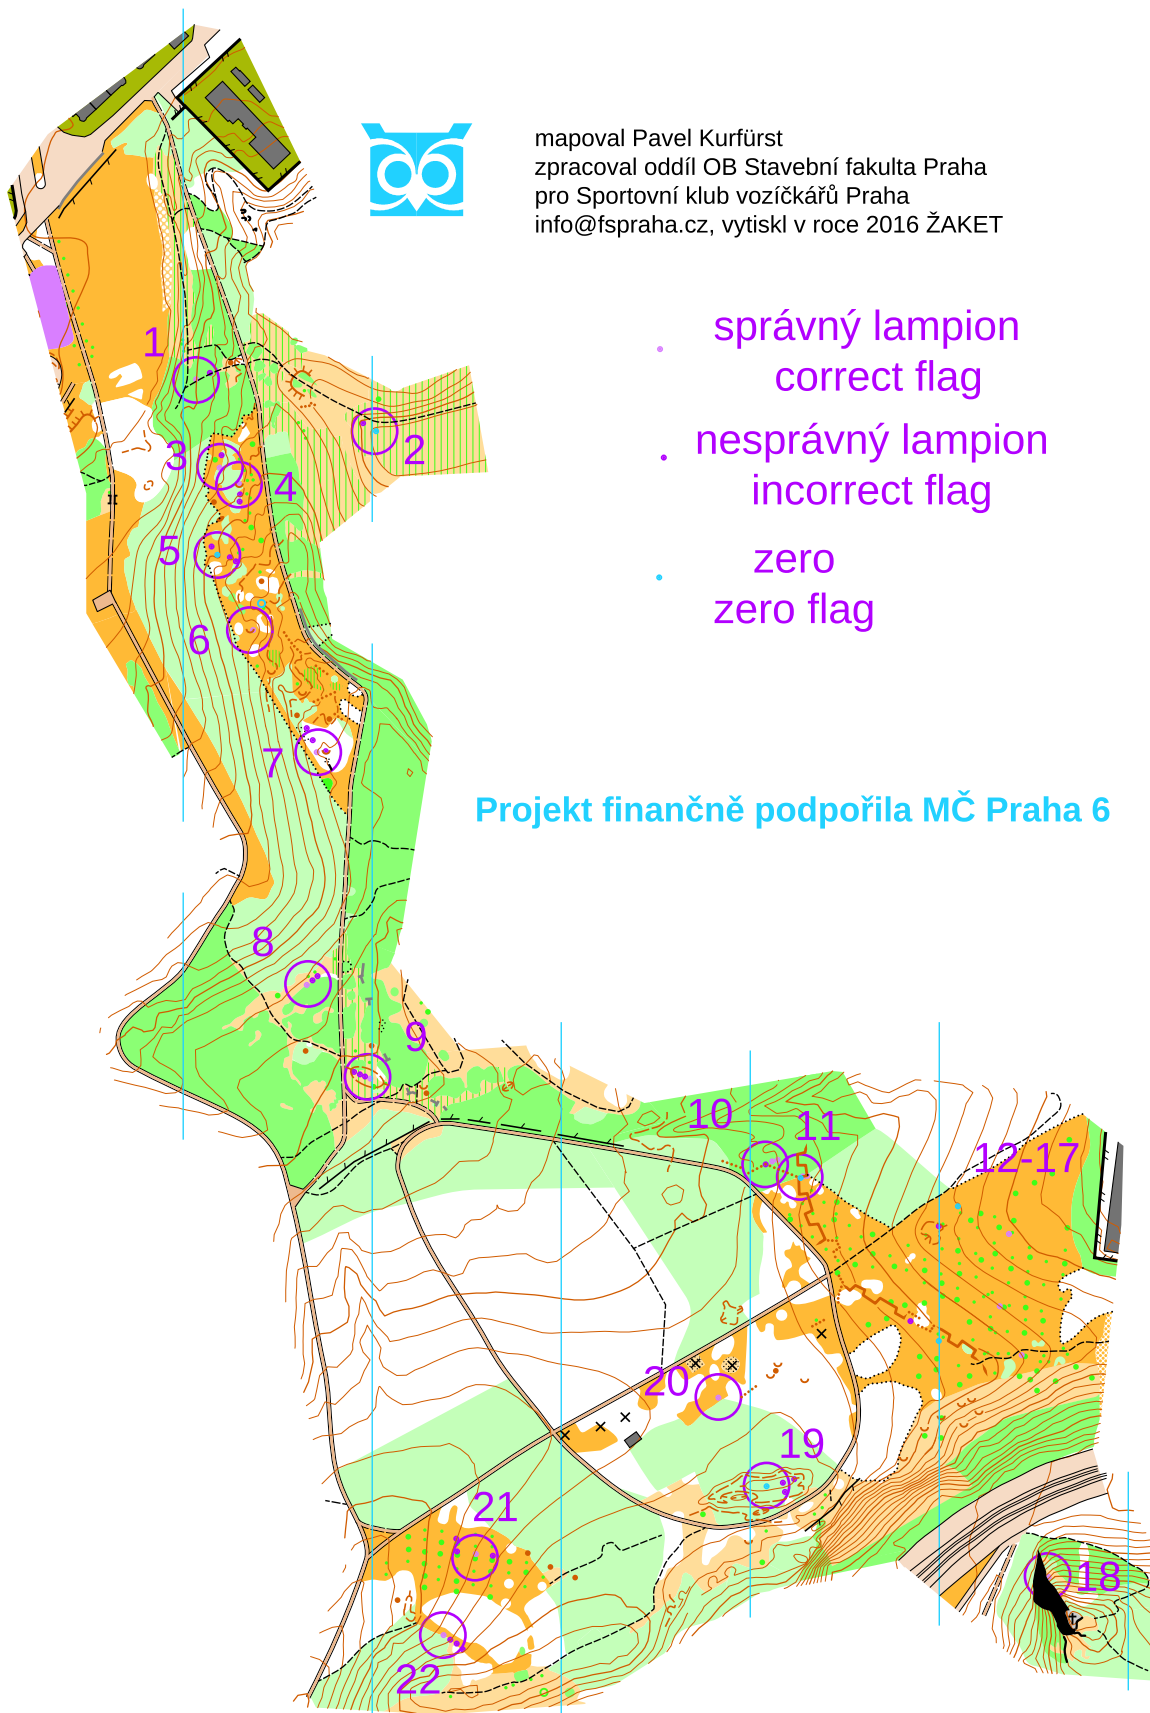 mapoval Pavel Kurfürst
zpracoval oddíl OB Stavební fakulta Praha
pro Sportovní klub vozíčkářů Praha
info@fspraha.cz, vytiskl v roce 2016 ŽAKET
správný lampion
correct flag
1
nesprávný lampion
incorrect flag
2
3
4
5
zero
zero flag
6
7
Projekt finančně podpořila MČ Praha 6
8
9
10
11
12-17
20
19
21
18
22